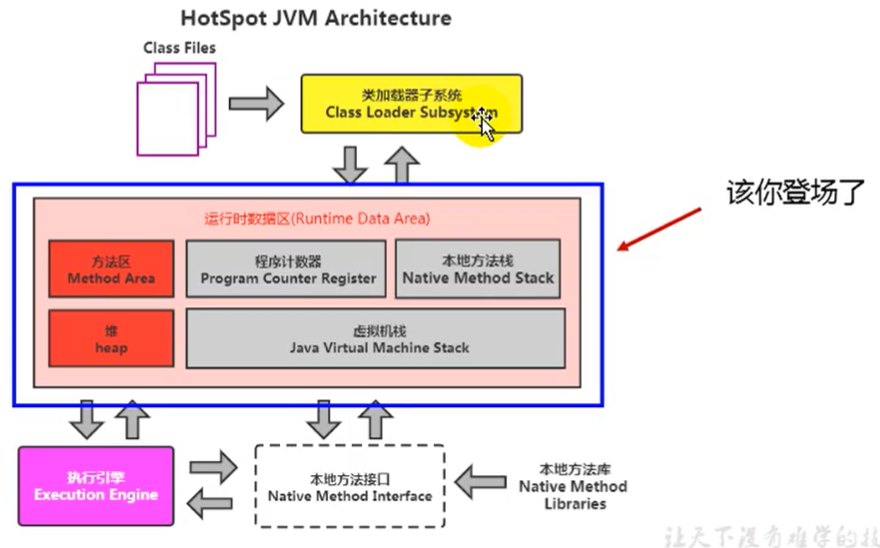 HotSpot JVM Architecture
Class Files
类加载器子系统
Class Loader Subsystem
该你登场了
运行时数据区(Runtime Data Area)
方法区
Method Area
程序计数器
Program Counter Register
本地方法栈
Native Method Stack
堆
heap
虚拟机栈
Java Virtual Machine Stack
执行引擎
Execution Engine
本地方法接口
Native Method Interface
本地方法库
Native Method
Libraries
让天下没有难学的技